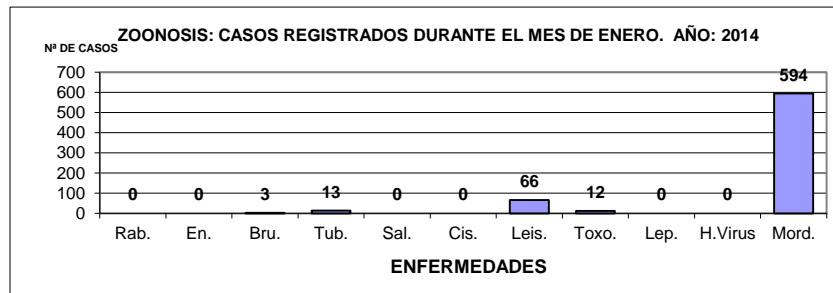 ZOONOSIS: CASOS REGISTRADOS DURANTE EL MES DE ENERO. AÑO: 2014
Nª DE CASOS
700
600
500
400
300
200
100
0
0 0 3 13 0 0 66 12 0 0 594
Rab. En. Bru. Tub. Sal. Cis. Leis. Toxo. Lep. H.Virus Mord.
ENFERMEDADES